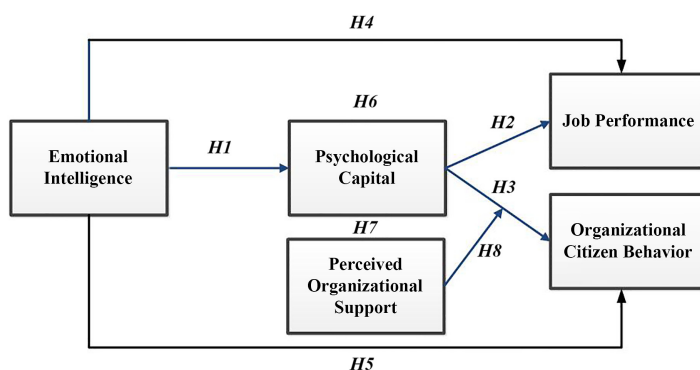 H4
H6
Job Performance
H2
H1
Emotional
Intelligence
Psychological
Capital
H3
H7
Organizational
Citizen Behavior
H8
Perceived
Organizational
Support
H5